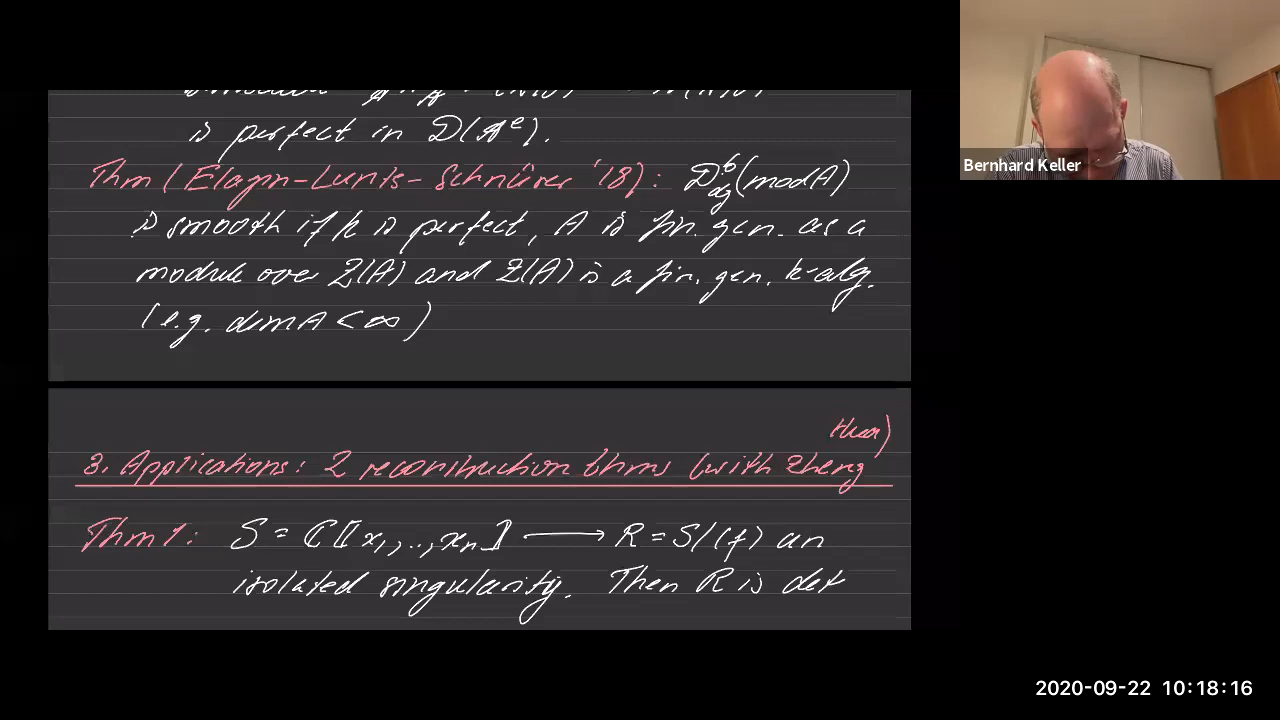 is perfect in D(A^e).
Thm (Elagin-Lunts-Schnürer '18): D^b_dg(mod A)
is smooth if k is perfect, A is fin. gen. as a
module over Z(A) and Z(A) is a fin. gen. k-alg.
(e.g. dim A < ∞)
3. Applications: 2 reconstruction thms (with Zheng Hua)
Thm 1: S = ℂ[[x₁,..,xₙ]] ⟶ R = S/(f) an
isolated singularity. Then R is det
Bernhard Keller
2020-09-22 10:18:16